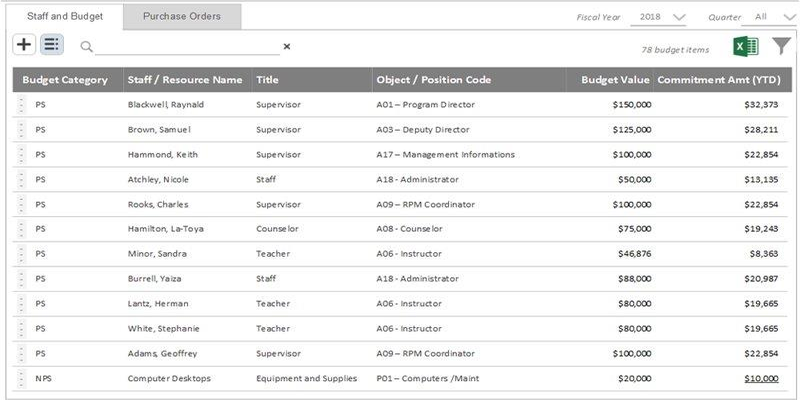 Staff and Budget Purchase Orders Fiscal Year 2018 Quarter All
78 budget items
Budget Category Staff / Resource Name Title Object / Position Code Budget Value Commitment Amt (YTD)
PS Blackwell, Raynald Supervisor A01 – Program Director $150,000 $32,373
PS Brown, Samuel Supervisor A03 – Deputy Director $125,000 $28,211
PS Hammond, Keith Supervisor A17 – Management Informations $100,000 $22,854
PS Atchley, Nicole Staff A18 - Administrator $50,000 $13,135
PS Rooks, Charles Supervisor A09 – RPM Coordinator $100,000 $22,854
PS Hamilton, La-Toya Counselor A08 - Counselor $75,000 $19,243
PS Minor, Sandra Teacher A06 - Instructor $46,876 $8,363
PS Burrell, Yaiza Staff A18 - Administrator $88,000 $20,987
PS Lantz, Herman Teacher A06 - Instructor $80,000 $19,665
PS White, Stephanie Teacher A06 - Instructor $80,000 $19,665
PS Adams, Geoffrey Supervisor A09 – RPM Coordinator $100,000 $22,854
NPS Computer Desktops Equipment and Supplies P01 – Computers /Maint $20,000 $10,000